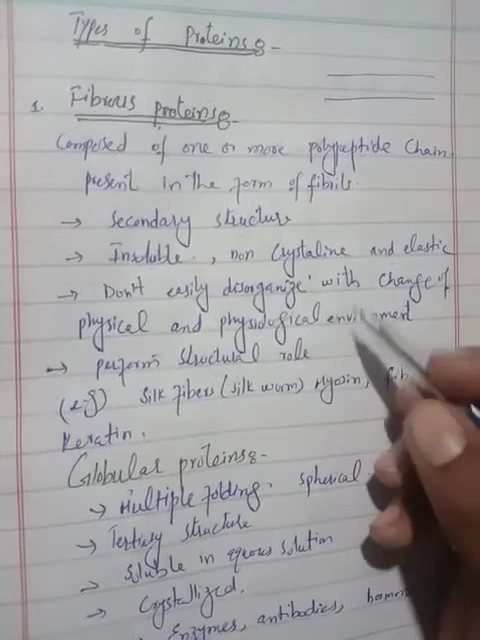 Types of Proteins:-
1. Fibrous proteins:-
Composed of one or more polypeptide Chain
present in the form of fibrils.
→ Secondary structure
→ Insoluble, non Crystaline and elastic
→ Don't easily disorganize with change of
physical and physiological environment
→ perform structural role
(e.g) Silk fibers (silk worm) Myosin, Fib
Keratin.
Globular proteins:-
→ Multiple folding. spherical
→ Tertiary structure
→ Soluble in aqeous solution
→ Crystallized.
Enzymes, antibodies, hormon